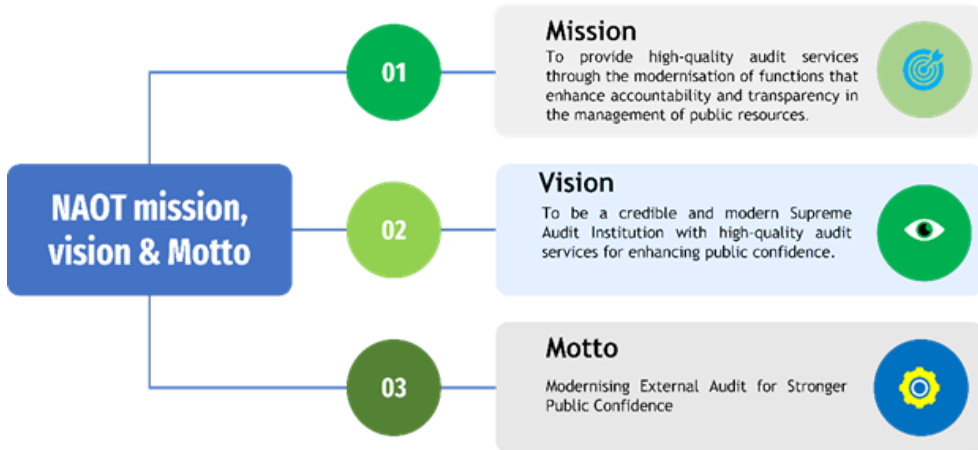 NAOT mission,
vision & Motto
01
Mission
To provide high-quality audit services
through the modernisation of functions that
enhance accountability and transparency in
the management of public resources.
02
Vision
To be a credible and modern Supreme
Audit Institution with high-quality audit
services for enhancing public confidence.
03
Motto
Modernising External Audit for Stronger
Public Confidence